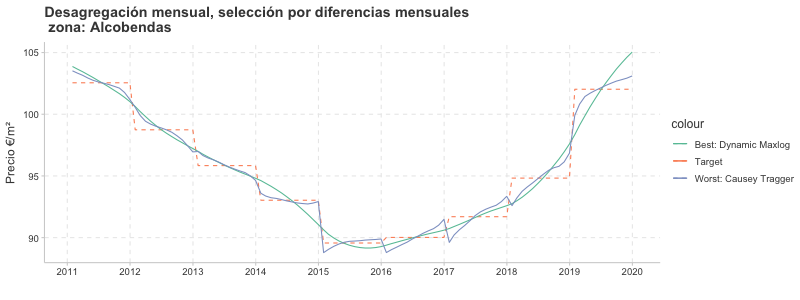 Desagregación mensual, selección por diferencias mensuales
zona: Alcobendas
Precio €/m²
105
100
95
90
2011 2012 2013 2014 2015 2016 2017 2018 2019 2020
colour
Best: Dynamic Maxlog
Target
Worst: Causey Tragger